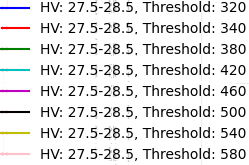 HV: 27.5-28.5, Threshold: 320
HV: 27.5-28.5, Threshold: 340
HV: 27.5-28.5, Threshold: 380
HV: 27.5-28.5, Threshold: 420
HV: 27.5-28.5, Threshold: 460
HV: 27.5-28.5, Threshold: 500
HV: 27.5-28.5, Threshold: 540
HV: 27.5-28.5, Threshold: 580